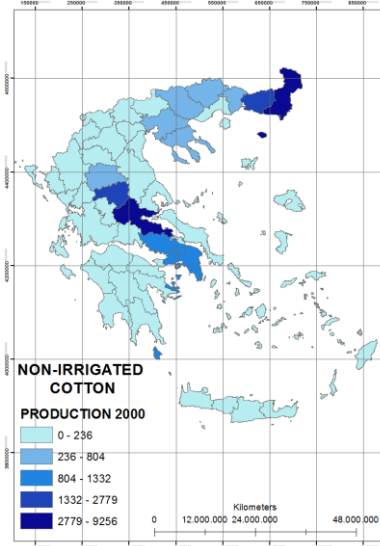 150000 250000 350000 450000 550000 650000 750000 850000
4600000
4400000
4200000
4000000
3800000
NON-IRRIGATED
COTTON
PRODUCTION 2000
0 - 236
236 - 804
804 - 1332
1332 - 2779
2779 - 9256
Kilometers
0 12.000.000 24.000.000 48.000.000